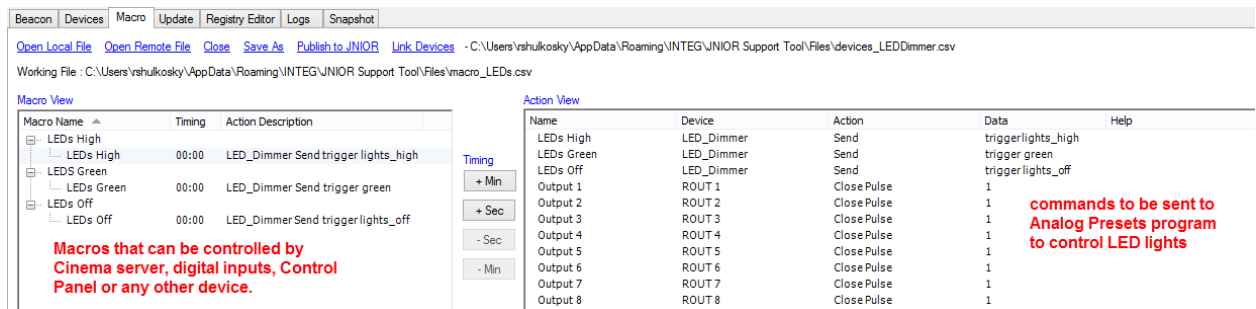 Beacon Devices Macro Update Registry Editor Logs Snapshot
Open Local File Open Remote File Close Save As Publish to JNIOR Link Devices - C:\Users\rshulkosky\AppData\Roaming\INTEG\JNIOR Support Tool\Files\devices_LEDDimmer.csv
Working File : C:\Users\rshulkosky\AppData\Roaming\INTEG\JNIOR Support Tool\Files\macro_LEDs.csv
Macro View
Macro Name Timing Action Description
LEDs High
LEDs High 00:00 LED_Dimmer Send trigger lights_high
LEDS Green
LEDs Green 00:00 LED_Dimmer Send trigger green
LEDs Off
LEDs Off 00:00 LED_Dimmer Send trigger lights_off
Macros that can be controlled by
Cinema server, digital inputs, Control
Panel or any other device.
Timing
+ Min
+ Sec
- Sec
- Min
Action View
Name Device Action Data Help
LEDs High LED_Dimmer Send trigger lights_high
LEDs Green LED_Dimmer Send trigger green
LEDs Off LED_Dimmer Send trigger lights_off
Output 1 ROUT 1 Close Pulse 1
Output 2 ROUT 2 Close Pulse 1
Output 3 ROUT 3 Close Pulse 1
Output 4 ROUT 4 Close Pulse 1
Output 5 ROUT 5 Close Pulse 1
Output 6 ROUT 6 Close Pulse 1
Output 7 ROUT 7 Close Pulse 1
Output 8 ROUT 8 Close Pulse 1
commands to be sent to
Analog Presets program
to control LED lights